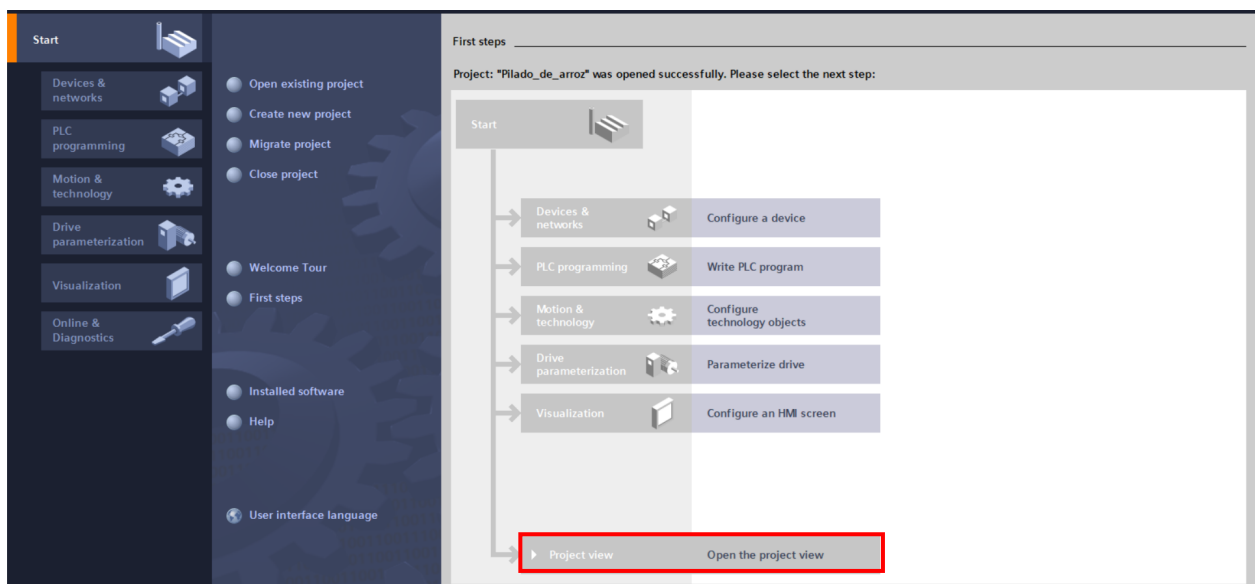 Start
Devices &
networks
PLC
programming
Motion &
technology
Drive
parameterization
Visualization
Online &
Diagnostics
Open existing project
Create new project
Migrate project
Close project
Welcome Tour
First steps
Installed software
Help
User interface language
First steps
Project: "Pilado_de_arroz" was opened successfully. Please select the next step:
Start
Devices &
networks
Configure a device
PLC programming
Write PLC program
Motion &
technology
Configure
technology objects
Drive
parameterization
Parameterize drive
Visualization
Configure an HMI screen
Project view
Open the project view